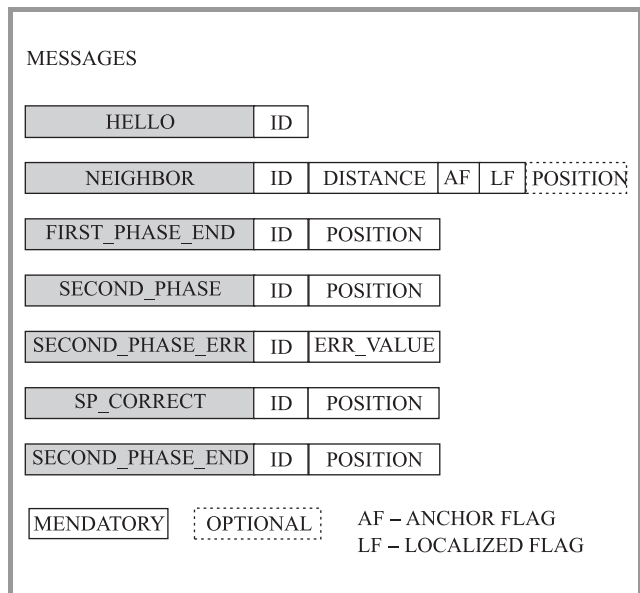 MESSAGES
HELLO ID
NEIGHBOR ID DISTANCE AF LF POSITION
FIRST_PHASE_END ID POSITION
SECOND_PHASE ID POSITION
SECOND_PHASE_ERR ID ERR_VALUE
SP_CORRECT ID POSITION
SECOND_PHASE_END ID POSITION
MENDATORY OPTIONAL AF – ANCHOR FLAG
LF – LOCALIZED FLAG